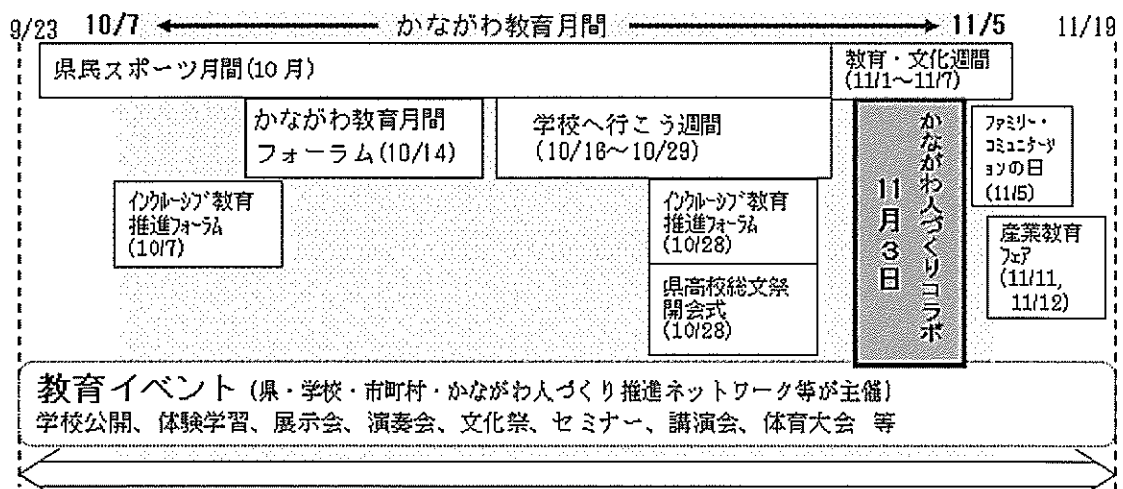 9/23 10/7 かながわ教育月間 11/5 11/19
県民スポーツ月間(10月)
教育・文化週間
(11/1～11/7)
かながわ教育月間
フォーラム(10/14)
学校へ行こう週間
(10/16～10/29)
インクルーシブ教育
推進フォーラム
(10/7)
インクルーシブ教育
推進フォーラム
(10/28)
県高校総文祭
開会式
(10/28)
かながわ人づくりコラボ
11月3日
ファミリー・
コミュニケーシ
ョンの日
(11/5)
産業教育
フェア
(11/11,
11/12)
教育イベント(県・学校・市町村・かながわ人づくり推進ネットワーク等が主催)
学校公開、体験学習、展示会、演奏会、文化祭、セミナー、講演会、体育大会 等